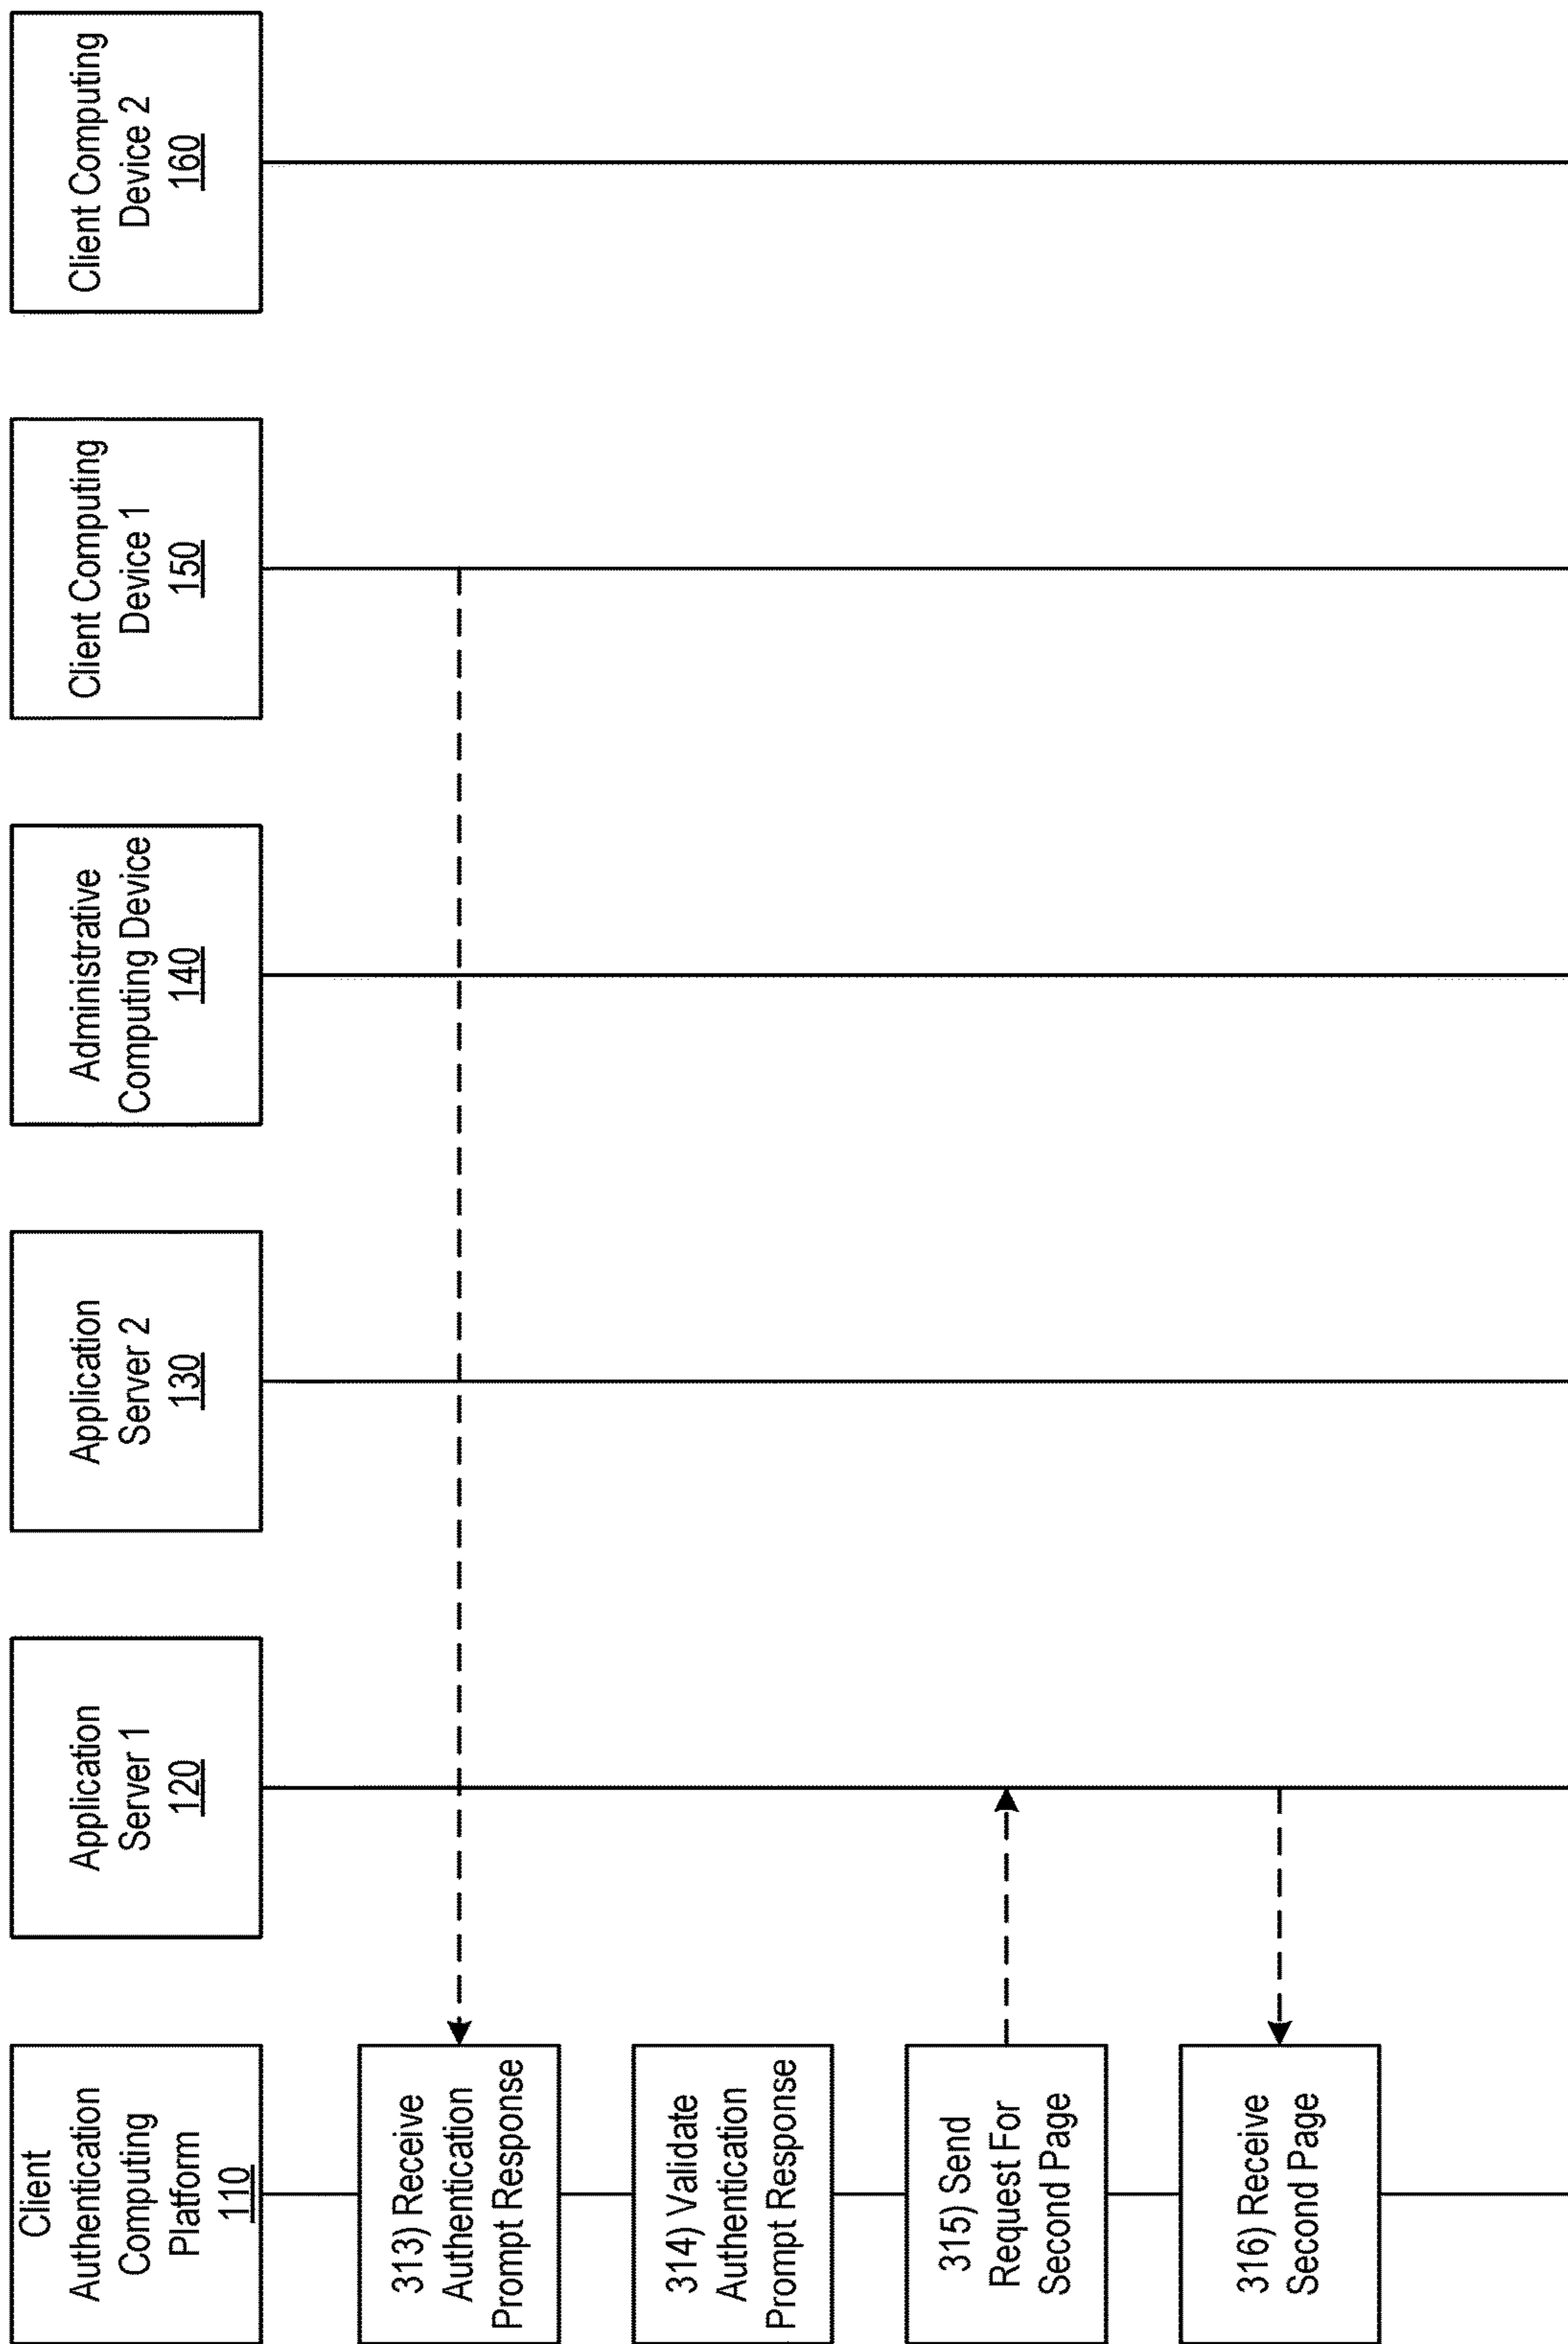 Client
Authentication
Computing
Platform
110
Application
Server 1
120
Application
Server 2
130
Administrative
Computing Device
140
Client Computing
Device 1
150
Client Computing
Device 2
160
313) Receive
Authentication
Prompt Response
314) Validate
Authentication
Prompt Response
315) Send
Request For
Second Page
316) Receive
Second Page